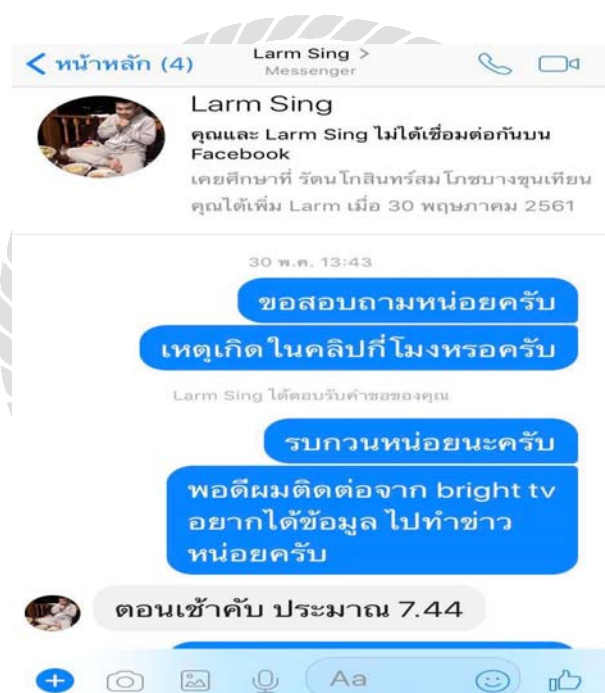 หน้าหลัก (4)
Larm Sing >
Messenger
Larm Sing
คุณและ Larm Sing ไม่ได้เชื่อมต่อกันบน
Facebook
เคยศึกษาที่ รัตนโกสินทร์สมโภชบางขุนเทียน
คุณได้เพิ่ม Larm เมื่อ 30 พฤษภาคม 2561
30 พ.ค. 13:43
ขอสอบถามหน่อยครับ
เหตุเกิดในคลิปกี่โมงหรอครับ
Larm Sing ได้ตอบรับคำขอของคุณ
รบกวนหน่อยนะครับ
พอดีผมติดต่อจาก bright tv
อยากได้ข้อมูล ไปทำข่าว
หน่อยครับ
ตอนเช้าคับ ประมาณ 7.44
Aa